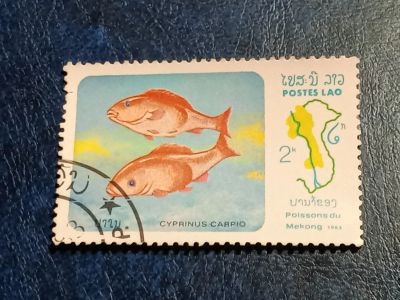 ໄປສະນີ ລາວ
POSTES LAO
2ᴷ
ປານ້ຳຂອງ
Poissons du
Mekong 1983
CYPRINUS CARPIO